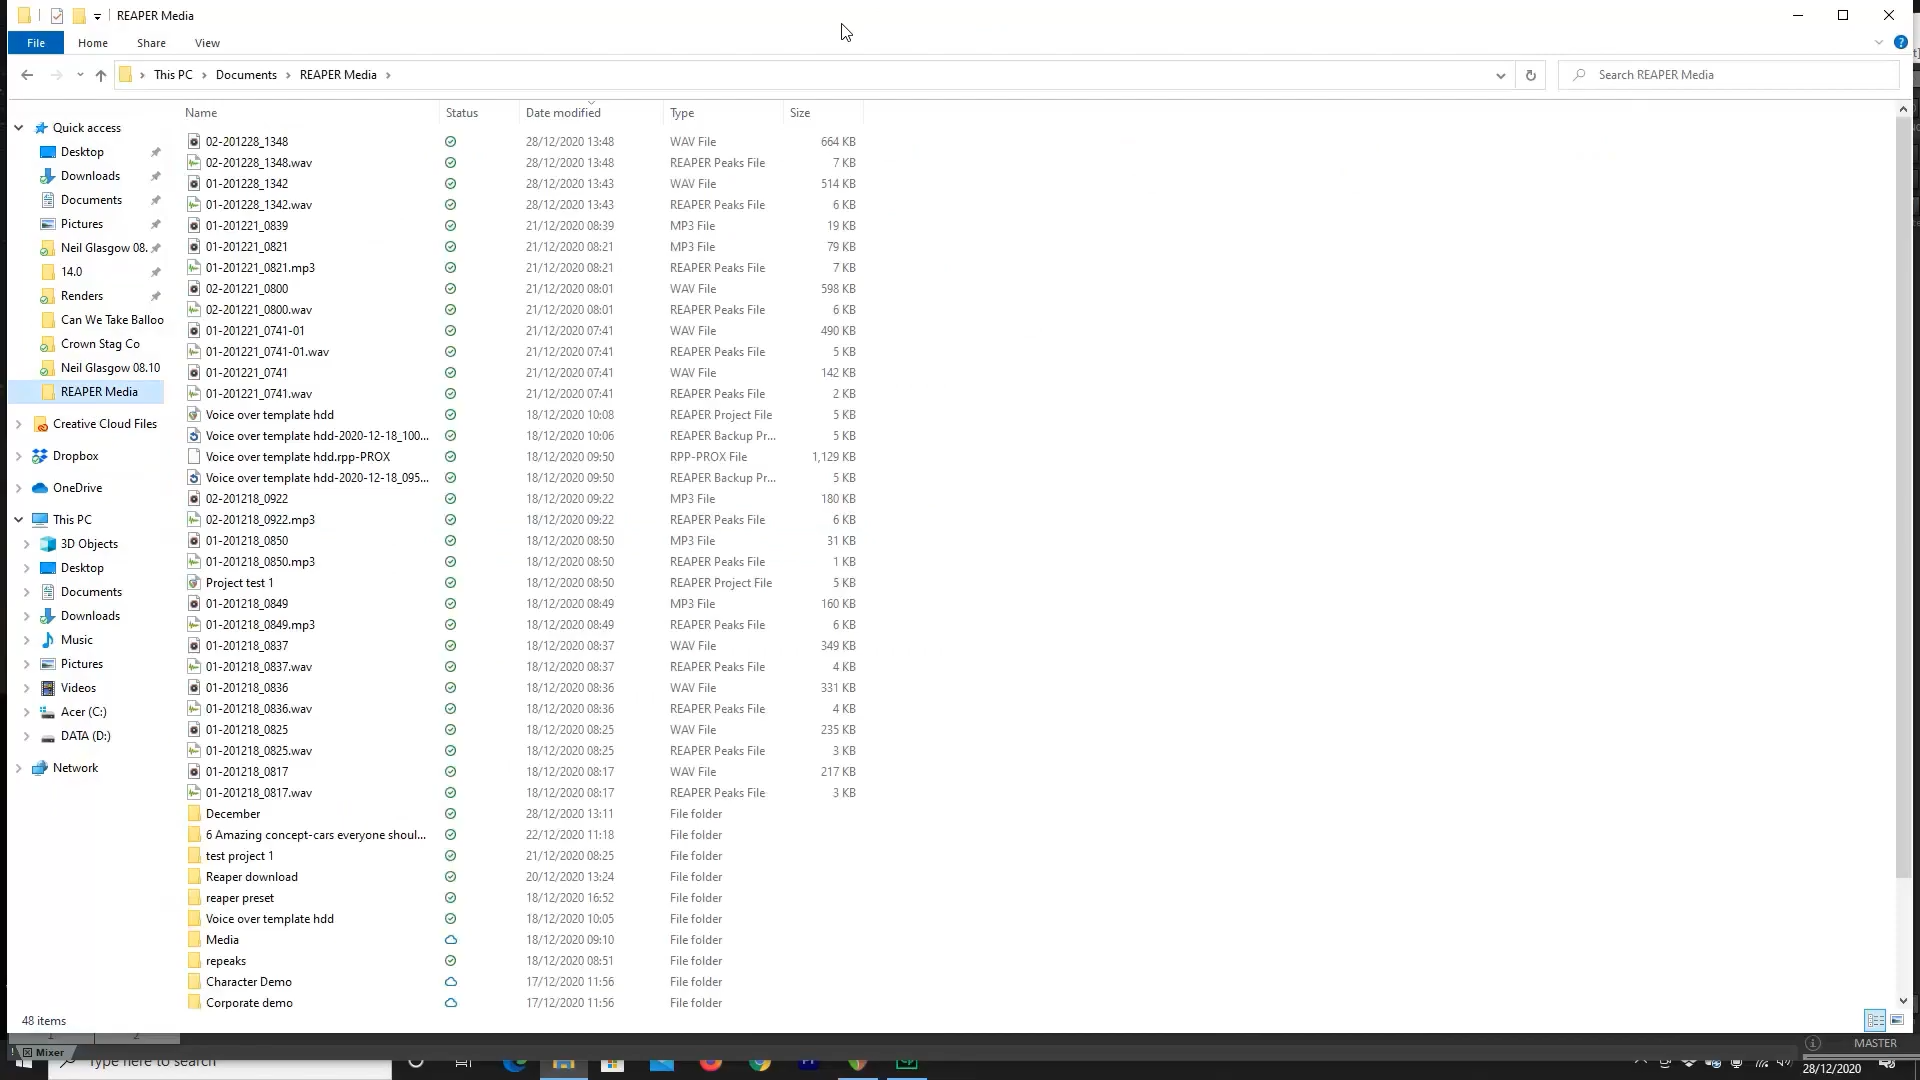 REAPER Media
File Home Share View
This PC Documents REAPER Media Search REAPER Media
Name Status Date modified Type Size
Quick access
Desktop
Downloads
Documents
Pictures
Neil Glasgow 08.
14.0
Renders
Can We Take Balloo
Crown Stag Co
Neil Glasgow 08.10
REAPER Media
Creative Cloud Files
Dropbox
OneDrive
This PC
3D Objects
Desktop
Documents
Downloads
Music
Pictures
Videos
Acer (C:)
DATA (D:)
Network
02-201228_1348 28/12/2020 13:48 WAV File 664 KB
02-201228_1348.wav 28/12/2020 13:48 REAPER Peaks File 7 KB
01-201228_1342 28/12/2020 13:43 WAV File 514 KB
01-201228_1342.wav 28/12/2020 13:43 REAPER Peaks File 6 KB
01-201221_0839 21/12/2020 08:39 MP3 File 19 KB
01-201221_0821 21/12/2020 08:21 MP3 File 79 KB
01-201221_0821.mp3 21/12/2020 08:21 REAPER Peaks File 7 KB
02-201221_0800 21/12/2020 08:01 WAV File 598 KB
02-201221_0800.wav 21/12/2020 08:01 REAPER Peaks File 6 KB
01-201221_0741-01 21/12/2020 07:41 WAV File 490 KB
01-201221_0741-01.wav 21/12/2020 07:41 REAPER Peaks File 5 KB
01-201221_0741 21/12/2020 07:41 WAV File 142 KB
01-201221_0741.wav 21/12/2020 07:41 REAPER Peaks File 2 KB
Voice over template hdd 18/12/2020 10:08 REAPER Project File 5 KB
Voice over template hdd-2020-12-18_100... 18/12/2020 10:06 REAPER Backup Pr... 5 KB
Voice over template hdd.rpp-PROX 18/12/2020 09:50 RPP-PROX File 1,129 KB
Voice over template hdd-2020-12-18_095... 18/12/2020 09:50 REAPER Backup Pr... 5 KB
02-201218_0922 18/12/2020 09:22 MP3 File 180 KB
02-201218_0922.mp3 18/12/2020 09:22 REAPER Peaks File 6 KB
01-201218_0850 18/12/2020 08:50 MP3 File 31 KB
01-201218_0850.mp3 18/12/2020 08:50 REAPER Peaks File 1 KB
Project test 1 18/12/2020 08:50 REAPER Project File 5 KB
01-201218_0849 18/12/2020 08:49 MP3 File 160 KB
01-201218_0849.mp3 18/12/2020 08:49 REAPER Peaks File 6 KB
01-201218_0837 18/12/2020 08:37 WAV File 349 KB
01-201218_0837.wav 18/12/2020 08:37 REAPER Peaks File 4 KB
01-201218_0836 18/12/2020 08:36 WAV File 331 KB
01-201218_0836.wav 18/12/2020 08:36 REAPER Peaks File 4 KB
01-201218_0825 18/12/2020 08:25 WAV File 235 KB
01-201218_0825.wav 18/12/2020 08:25 REAPER Peaks File 3 KB
01-201218_0817 18/12/2020 08:17 WAV File 217 KB
01-201218_0817.wav 18/12/2020 08:17 REAPER Peaks File 3 KB
December 28/12/2020 13:11 File folder
6 Amazing concept-cars everyone shoul... 22/12/2020 11:18 File folder
test project 1 21/12/2020 08:25 File folder
Reaper download 20/12/2020 13:24 File folder
reaper preset 18/12/2020 16:52 File folder
Voice over template hdd 18/12/2020 10:05 File folder
Media 18/12/2020 09:10 File folder
repeaks 18/12/2020 08:51 File folder
Character Demo 17/12/2020 11:56 File folder
Corporate demo 17/12/2020 11:56 File folder
48 items
1 2
Mixer MASTER
Type here to search
28/12/2020